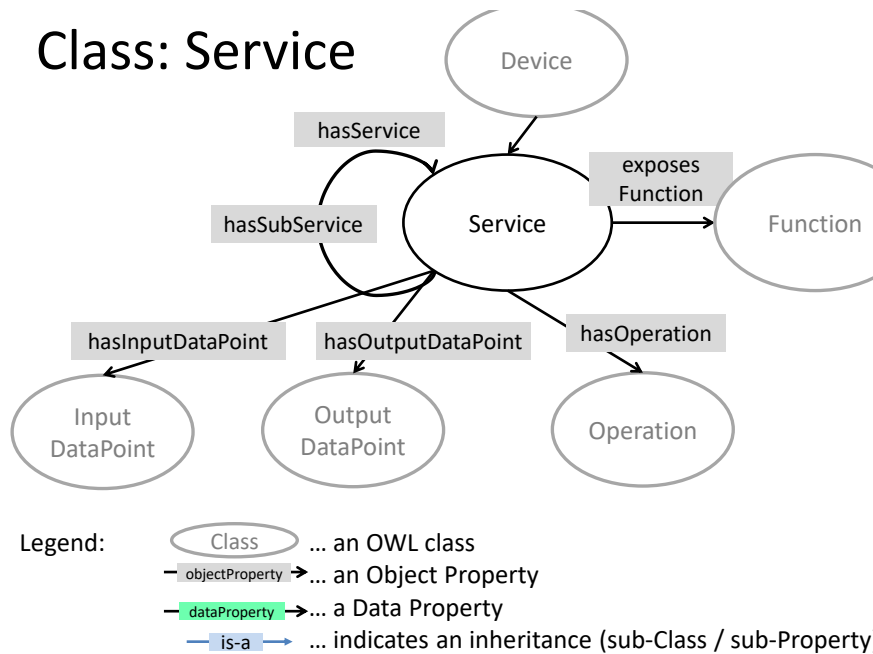 Class: Service
Device
hasService
exposes
Function
hasSubService
Service
Function
hasInputDataPoint
hasOutputDataPoint
hasOperation
Input
DataPoint
Output
DataPoint
Operation
Legend:
Class
... an OWL class
objectProperty
... an Object Property
dataProperty
... a Data Property
is-a
... indicates an inheritance (sub-Class / sub-Property)